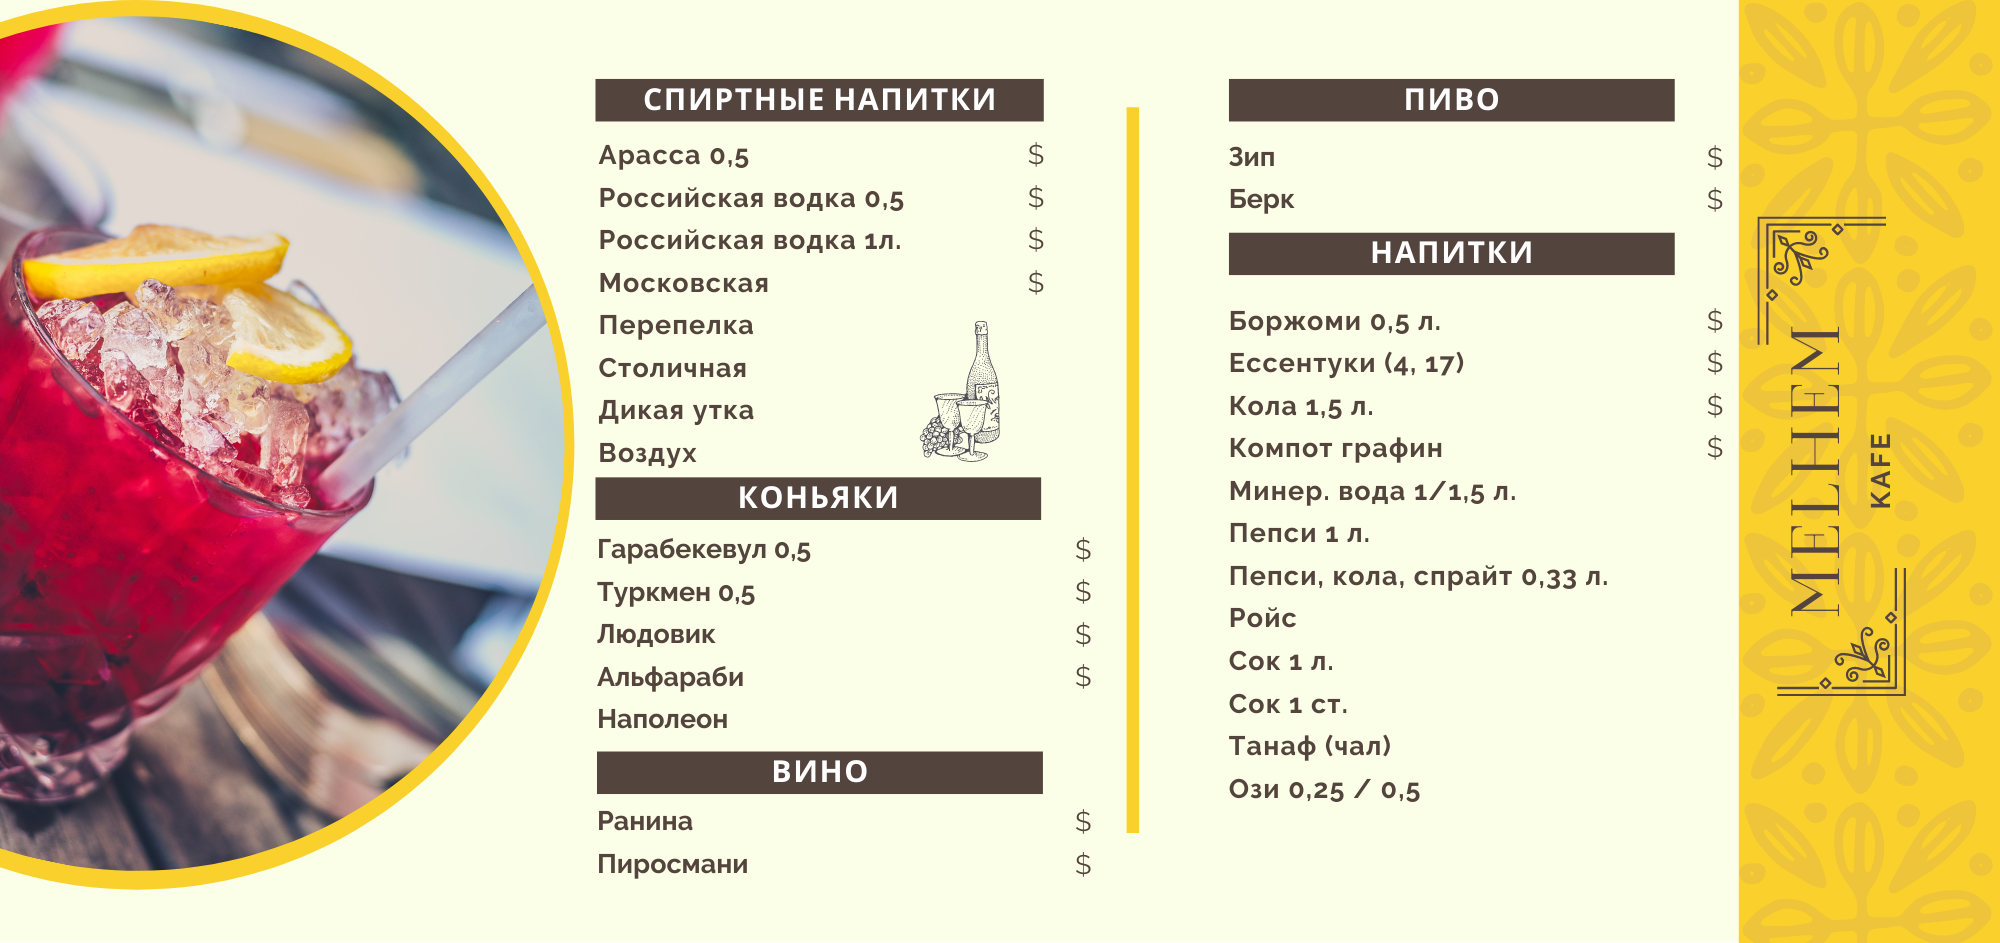 СПИРТНЫЕ НАПИТКИ
Арасса 0,5 $
Российская водка 0,5 $
Российская водка 1л. $
Московская $
Перепелка
Столичная
Дикая утка
Воздух
КОНЬЯКИ
Гарабекевул 0,5 $
Туркмен 0,5 $
Людовик $
Альфараби $
Наполеон
ВИНО
Ранина $
Пиросмани $
ПИВО
Зип $
Берк $
НАПИТКИ
Боржоми 0,5 л. $
Ессентуки (4, 17) $
Кола 1,5 л. $
Компот графин $
Минер. вода 1/1,5 л.
Пепси 1 л.
Пепси, кола, спрайт 0,33 л.
Ройс
Сок 1 л.
Сок 1 ст.
Танаф (чал)
Ози 0,25 / 0,5
MELHEM
KAFE